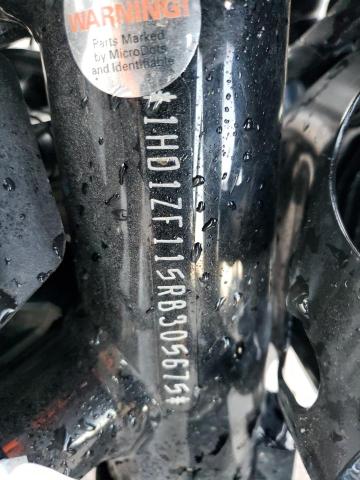 WARNING!
Parts Marked
by MicroDots
and Identifiable
*1HD1ZF115RB305675*